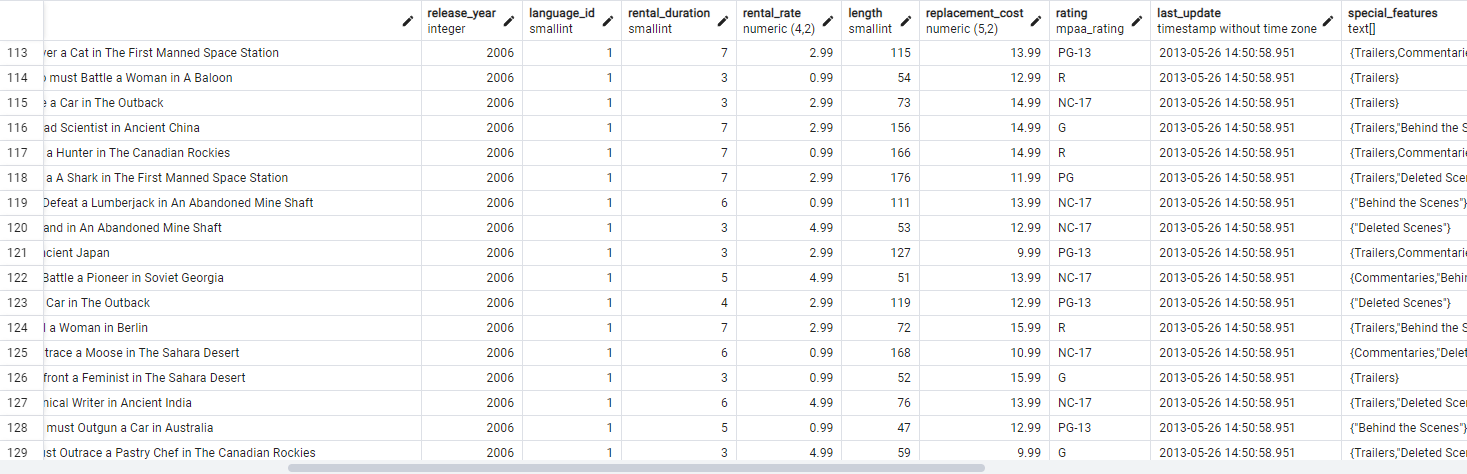 release_year language_id rental_duration rental_rate length replacement_cost rating last_update special_features
integer smallint smallint numeric (4,2) smallint numeric (5,2) mpaa_rating timestamp without time zone text[]
113 a Cat in The First Manned Space Station 2006 1 7 2.99 115 13.99 PG-13 2013-05-26 14:50:58.951 {Trailers,Commentari
114 must Battle a Woman in A Baloon 2006 1 3 0.99 54 12.99 R 2013-05-26 14:50:58.951 {Trailers}
115 a Car in The Outback 2006 1 3 2.99 73 14.99 NC-17 2013-05-26 14:50:58.951 {Trailers}
116 ad Scientist in Ancient China 2006 1 7 2.99 156 14.99 G 2013-05-26 14:50:58.951 {Trailers,"Behind the S
117 a Hunter in The Canadian Rockies 2006 1 7 0.99 166 14.99 R 2013-05-26 14:50:58.951 {Trailers,Commentari
118 a A Shark in The First Manned Space Station 2006 1 7 2.99 176 11.99 PG 2013-05-26 14:50:58.951 {Trailers,"Deleted Sce
119 Defeat a Lumberjack in An Abandoned Mine Shaft 2006 1 6 0.99 111 13.99 NC-17 2013-05-26 14:50:58.951 {"Behind the Scenes"}
120 and in An Abandoned Mine Shaft 2006 1 3 4.99 53 12.99 NC-17 2013-05-26 14:50:58.951 {"Deleted Scenes"}
121 cient Japan 2006 1 3 2.99 127 9.99 PG-13 2013-05-26 14:50:58.951 {Trailers,Commentari
122 Battle a Pioneer in Soviet Georgia 2006 1 5 4.99 51 13.99 NC-17 2013-05-26 14:50:58.951 {Commentaries,"Behi
123 Car in The Outback 2006 1 4 2.99 119 12.99 PG-13 2013-05-26 14:50:58.951 {"Deleted Scenes"}
124 a Woman in Berlin 2006 1 7 2.99 72 15.99 R 2013-05-26 14:50:58.951 {Trailers,"Behind the S
125 trace a Moose in The Sahara Desert 2006 1 6 0.99 168 10.99 NC-17 2013-05-26 14:50:58.951 {Commentaries,"Dele
126 front a Feminist in The Sahara Desert 2006 1 3 0.99 52 15.99 G 2013-05-26 14:50:58.951 {Trailers}
127 nical Writer in Ancient India 2006 1 6 4.99 76 13.99 NC-17 2013-05-26 14:50:58.951 {Trailers,"Deleted Sce
128 must Outgun a Car in Australia 2006 1 5 0.99 47 12.99 PG-13 2013-05-26 14:50:58.951 {"Behind the Scenes"}
129 st Outrace a Pastry Chef in The Canadian Rockies 2006 1 3 4.99 59 9.99 G 2013-05-26 14:50:58.951 {Trailers,"Deleted Sce